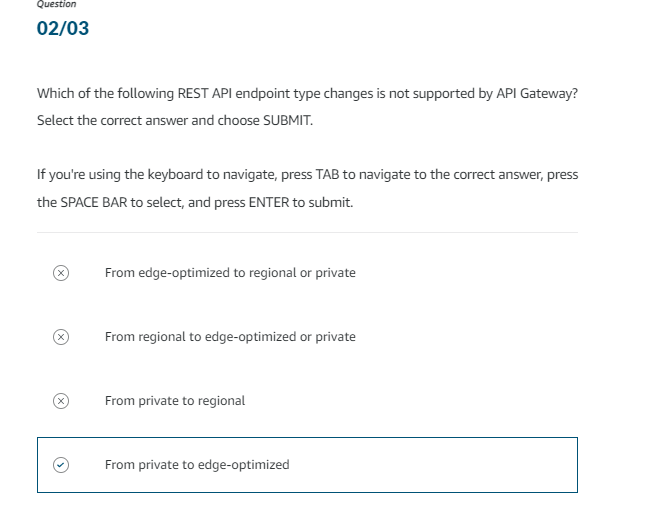 Question
02/03
Which of the following REST API endpoint type changes is not supported by API Gateway?
Select the correct answer and choose SUBMIT.
If you're using the keyboard to navigate, press TAB to navigate to the correct answer, press
the SPACE BAR to select, and press ENTER to submit.
From edge-optimized to regional or private
From regional to edge-optimized or private
From private to regional
From private to edge-optimized